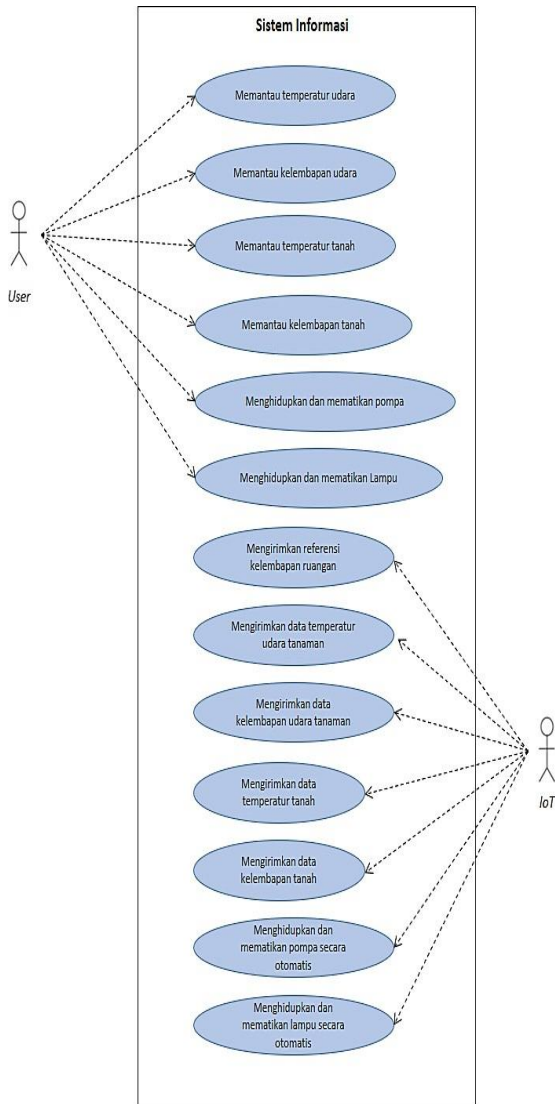 Sistem Informasi
Memantau temperatur udara
Memantau kelembapan udara
Memantau temperatur tanah
User
Memantau kelembapan tanah
Menghidupkan dan mematikan pompa
Menghidupkan dan mematikan Lampu
Mengirimkan referensi
kelembapan ruangan
Mengirimkan data temperatur
udara tanaman
Mengirimkan data
kelembapan udara tanaman
Mengirimkan data
temperatur tanah
IoT
Mengirimkan data
kelembapan tanah
Menghidupkan dan
mematikan pompa secara
otomatis
Menghidupkan dan
mematikan lampu secara
otomatis